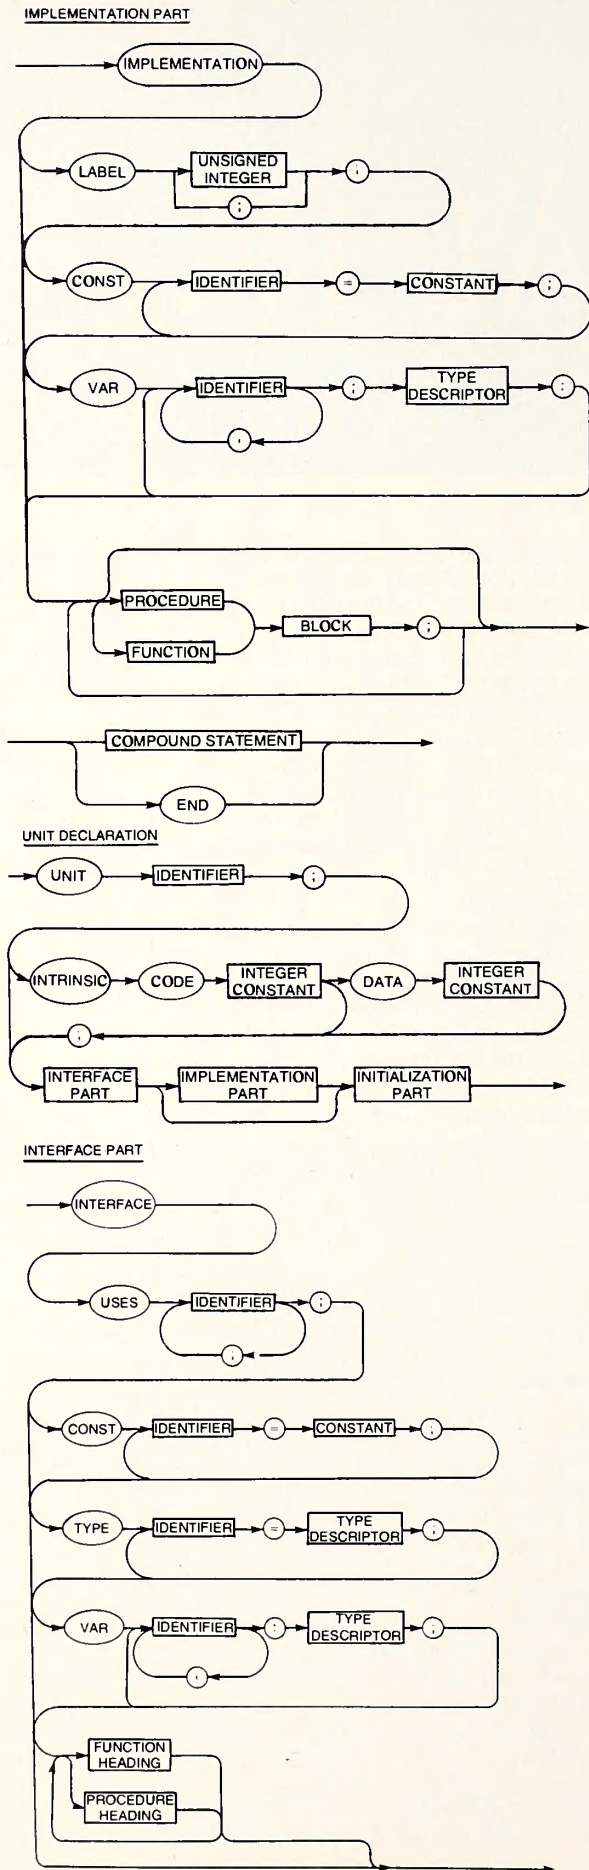 IMPLEMENTATION PART
IMPLEMENTATION
LABEL
UNSIGNED
INTEGER
;
;
CONST
IDENTIFIER
=
CONSTANT
;
VAR
IDENTIFIER
;
TYPE
DESCRIPTOR
:
,
PROCEDURE
FUNCTION
BLOCK
;
COMPOUND STATEMENT
END
UNIT DECLARATION
UNIT
IDENTIFIER
;
INTRINSIC
CODE
INTEGER
CONSTANT
DATA
INTEGER
CONSTANT
;
INTERFACE
PART
IMPLEMENTATION
PART
INITIALIZATION
PART
INTERFACE PART
INTERFACE
USES
IDENTIFIER
;
;
CONST
IDENTIFIER
=
CONSTANT
;
TYPE
IDENTIFIER
=
TYPE
DESCRIPTOR
;
VAR
IDENTIFIER
:
TYPE
DESCRIPTOR
;
,
FUNCTION
HEADING
PROCEDURE
HEADING